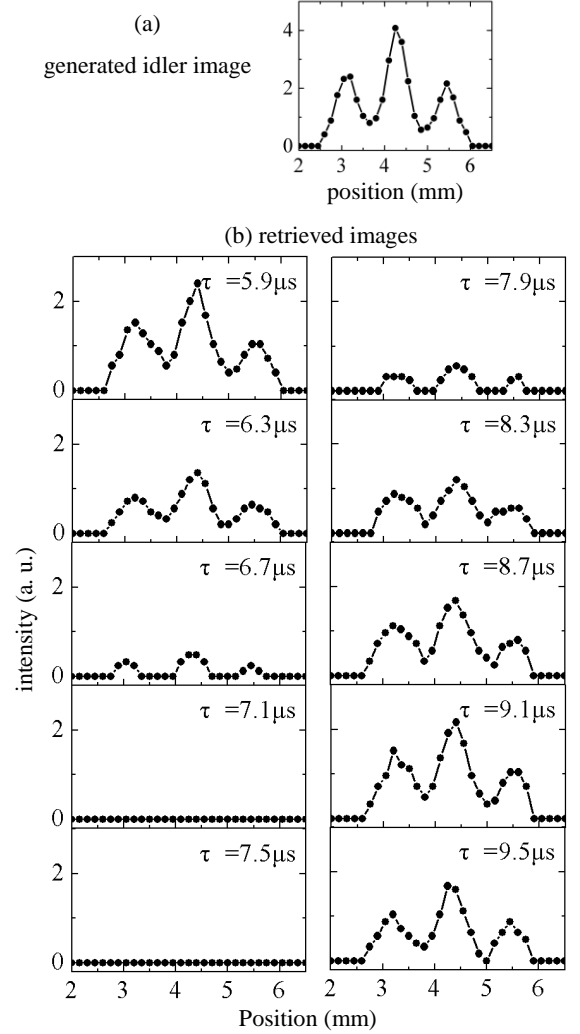 (a)
generated idler image
4
2
0
2 3 4 5 6
position (mm)
(b) retrieved images
intensity (a. u.)
2
0
τ =5.9μs
τ =7.9μs
2
0
τ =6.3μs
τ =8.3μs
2
0
τ =6.7μs
τ =8.7μs
2
0
τ =7.1μs
τ =9.1μs
2
0
τ =7.5μs
τ =9.5μs
2 3 4 5 6 2 3 4 5 6
Position (mm)